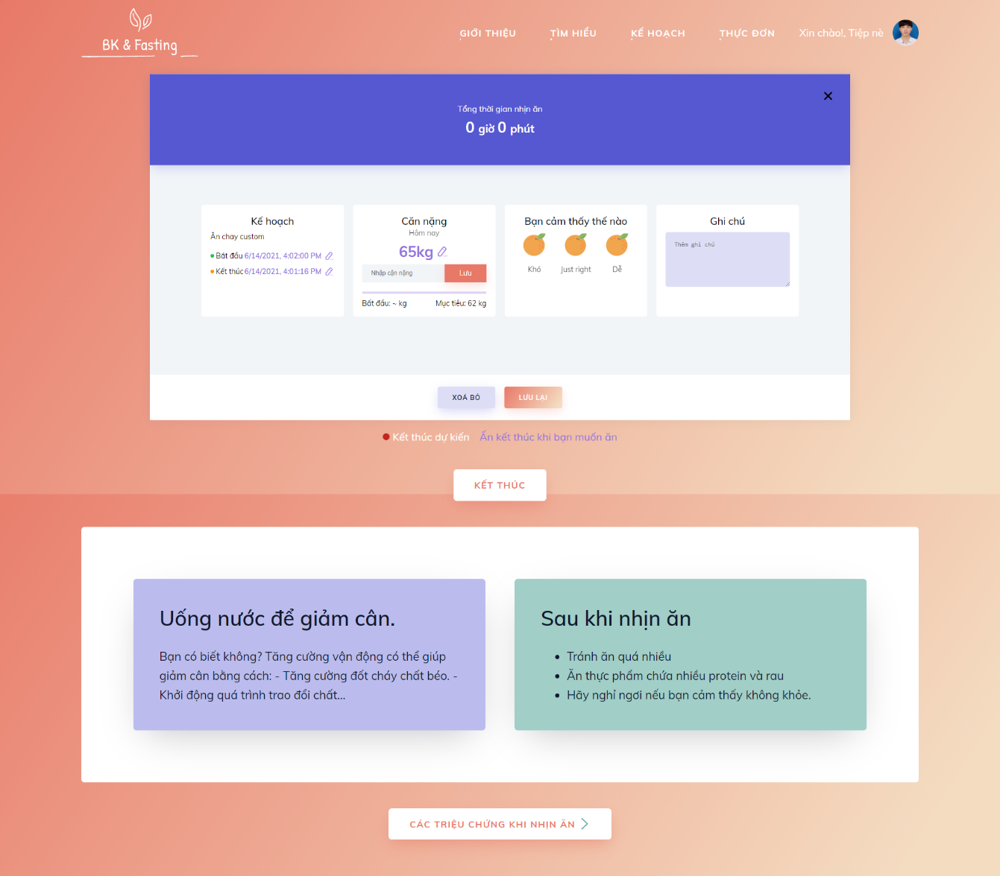 BK & Fasting
GIỚI THIỆU TÌM HIỂU KẾ HOẠCH THỰC ĐƠN Xin chào!, Tiệp nè
Tổng thời gian nhịn ăn
0 giờ 0 phút
Kế hoạch
Ăn chay custom
Bắt đầu 6/14/2021, 4:02:00 PM
Kết thúc 6/14/2021, 4:01:16 PM
Căn nặng
Hôm nay
65kg
Nhập cận nặng Lưu
Bắt đầu: ~ kg Mục tiêu: 62 kg
Bạn cảm thấy thế nào
Khó Just right Dễ
Ghi chú
Thêm ghi chú
XOÁ BỎ LƯU LẠI
Kết thúc dự kiến Ấn kết thúc khi bạn muốn ăn
KẾT THÚC
Uống nước để giảm cân.
Bạn có biết không? Tăng cường vận động có thể giúp
giảm cân bằng cách: - Tăng cường đốt cháy chất béo. -
Khởi động quá trình trao đổi chất...
Sau khi nhịn ăn
Tránh ăn quá nhiều
Ăn thực phẩm chứa nhiều protein và rau
Hãy nghỉ ngơi nếu bạn cảm thấy không khỏe.
CÁC TRIỆU CHỨNG KHI NHỊN ĂN